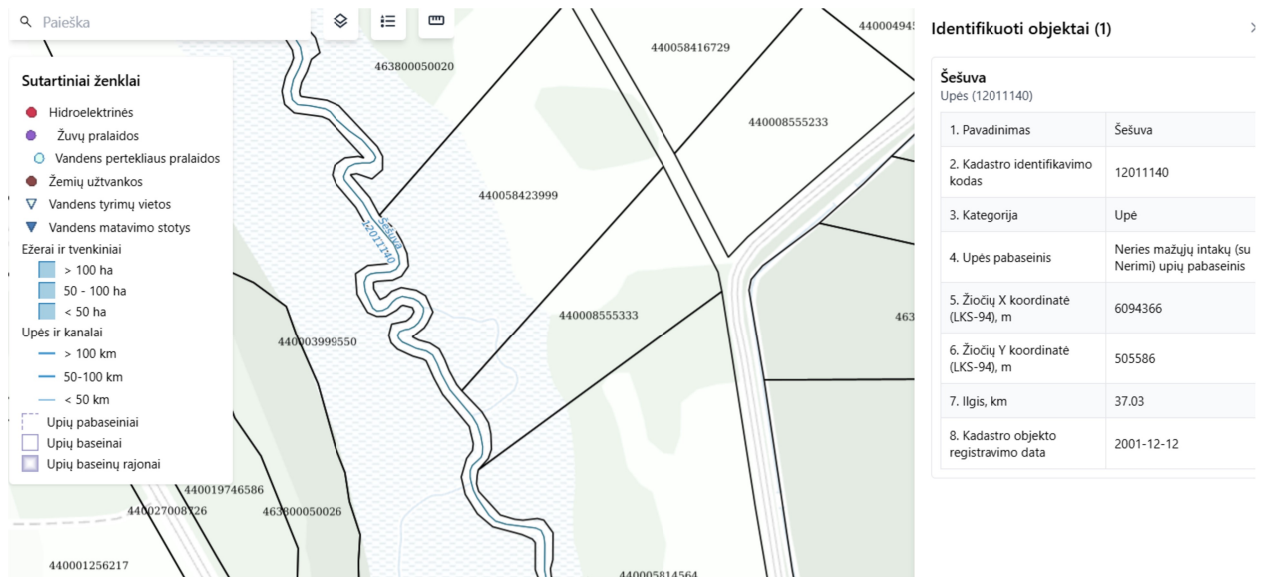 Paieška
Sutartiniai ženklai
Hidroelektrinės
Žuvų pralaidos
Vandens pertekliaus pralaidos
Žemių užtvankos
Vandens tyrimų vietos
Vandens matavimo stotys
Ežerai ir tvenkiniai
> 100 ha
50 - 100 ha
< 50 ha
Upės ir kanalai
> 100 km
50-100 km
< 50 km
Upių pabaseiniai
Upių baseinai
Upių baseinų rajonai
463800050020
440058416729
440008555233
440058423999
Šešuva
12011140
440008555333
440003999550
440019746586
440027008726
463800050026
440001256217
440005814564
Identifikuoti objektai (1)
Šešuva
Upės (12011140)
1. Pavadinimas Šešuva
2. Kadastro identifikavimo
kodas
12011140
3. Kategorija Upė
4. Upės pabaseinis
Neries mažųjų intakų (su
Nerimi) upių pabaseinis
5. Žiočių X koordinatė
(LKS-94), m
6094366
6. Žiočių Y koordinatė
(LKS-94), m
505586
7. Ilgis, km 37.03
8. Kadastro objekto
registravimo data
2001-12-12